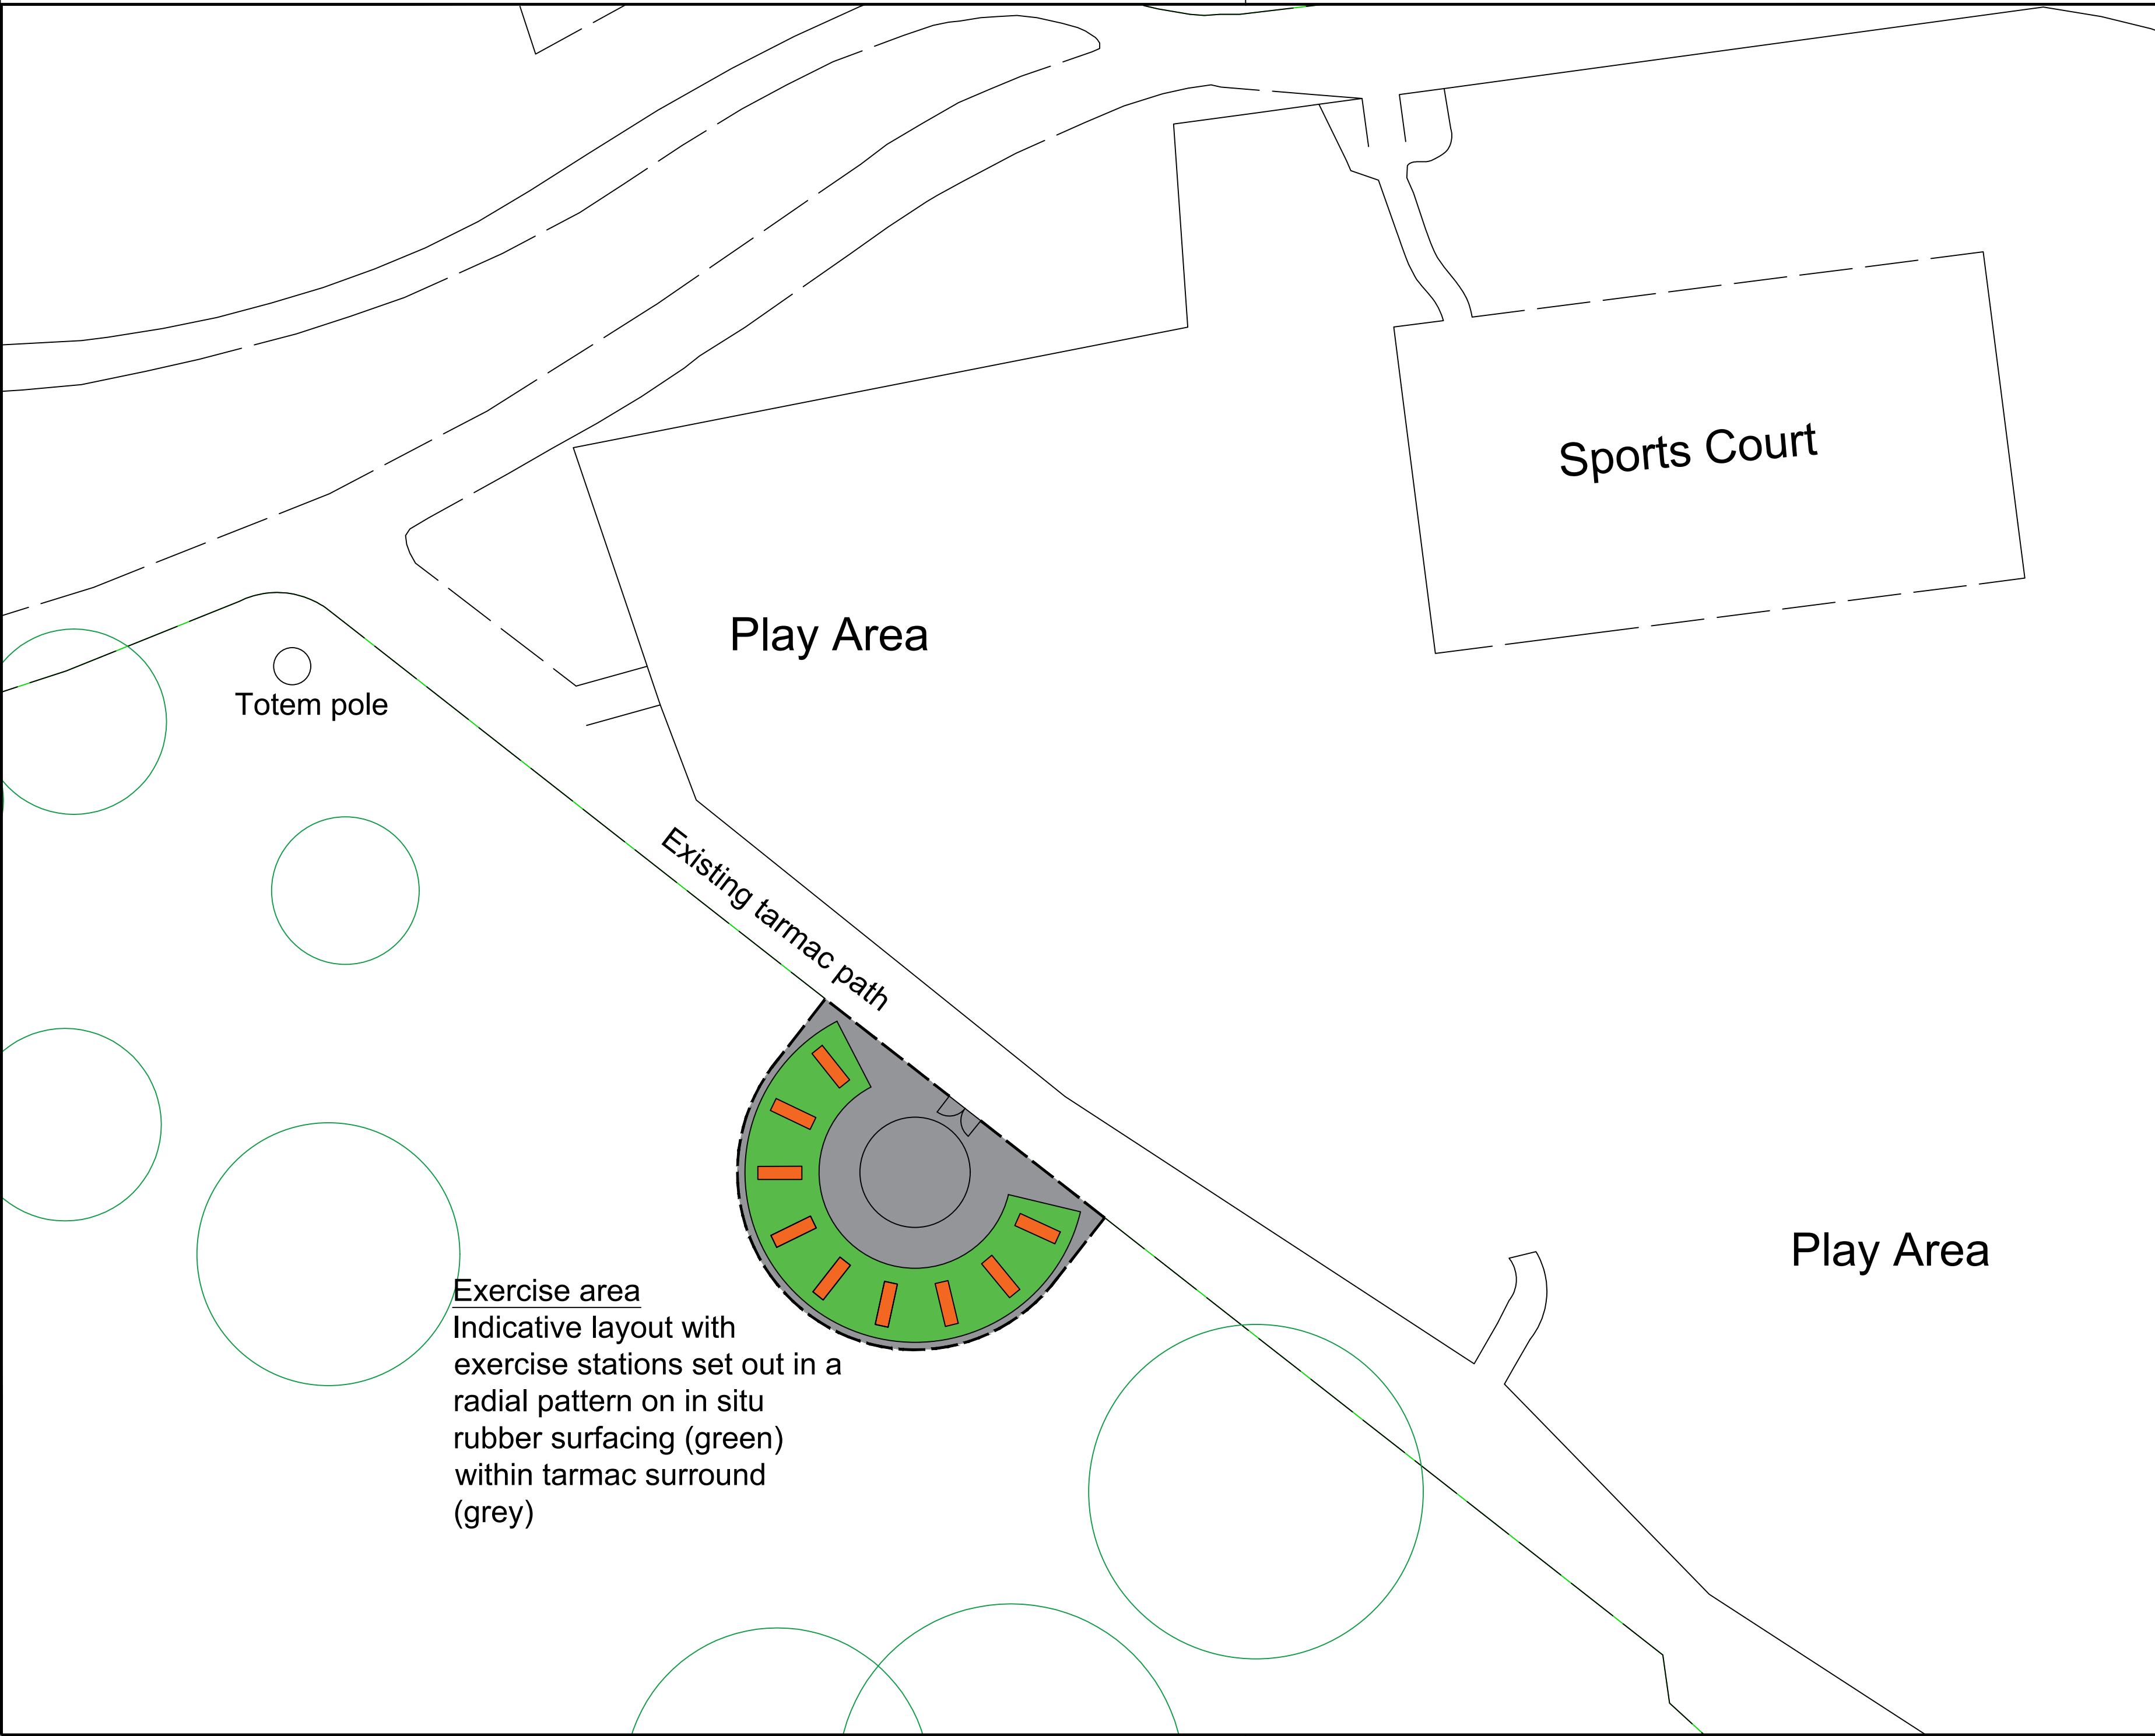 Sports Court
Play Area
Totem pole
Existing tarmac path
Play Area
Exercise area
Indicative layout with
exercise stations set out in a
radial pattern on in situ
rubber surfacing (green)
within tarmac surround
(grey)